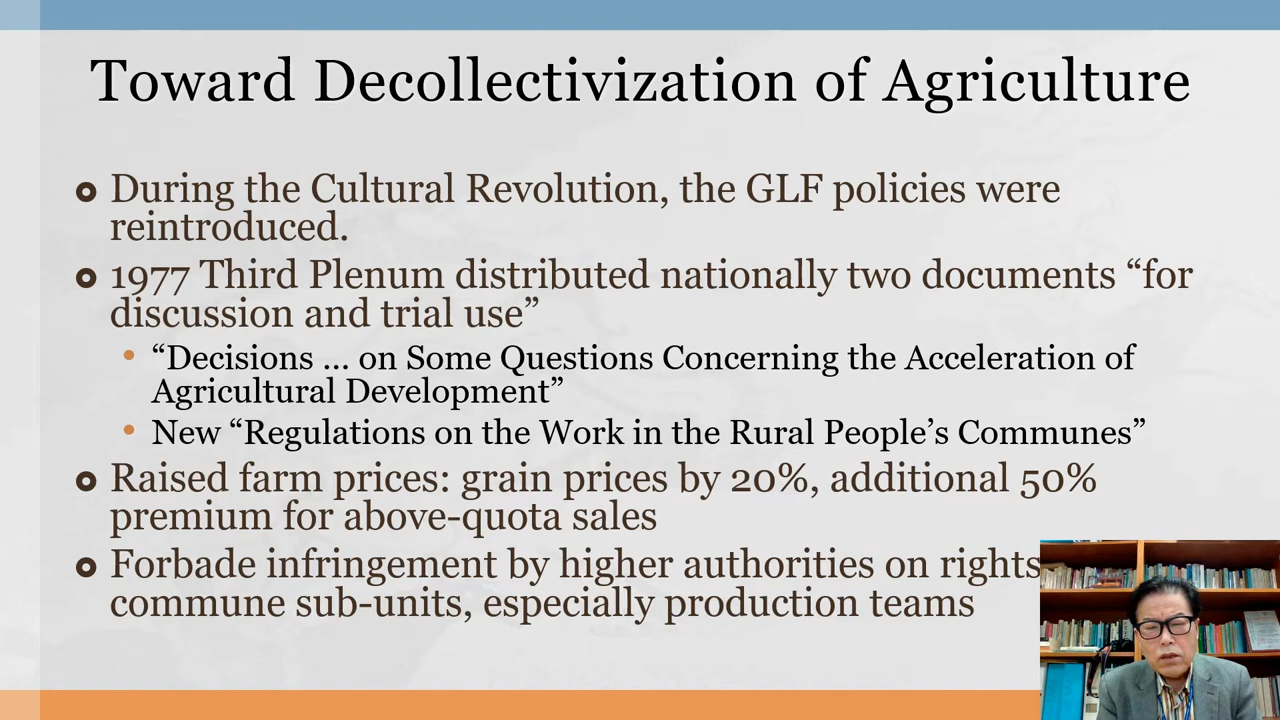 Toward Decollectivization of Agriculture
During the Cultural Revolution, the GLF policies were
reintroduced.
1977 Third Plenum distributed nationally two documents “for
discussion and trial use”
“Decisions ... on Some Questions Concerning the Acceleration of
Agricultural Development”
New “Regulations on the Work in the Rural People’s Communes”
Raised farm prices: grain prices by 20%, additional 50%
premium for above-quota sales
Forbade infringement by higher authorities on rights
commune sub-units, especially production teams